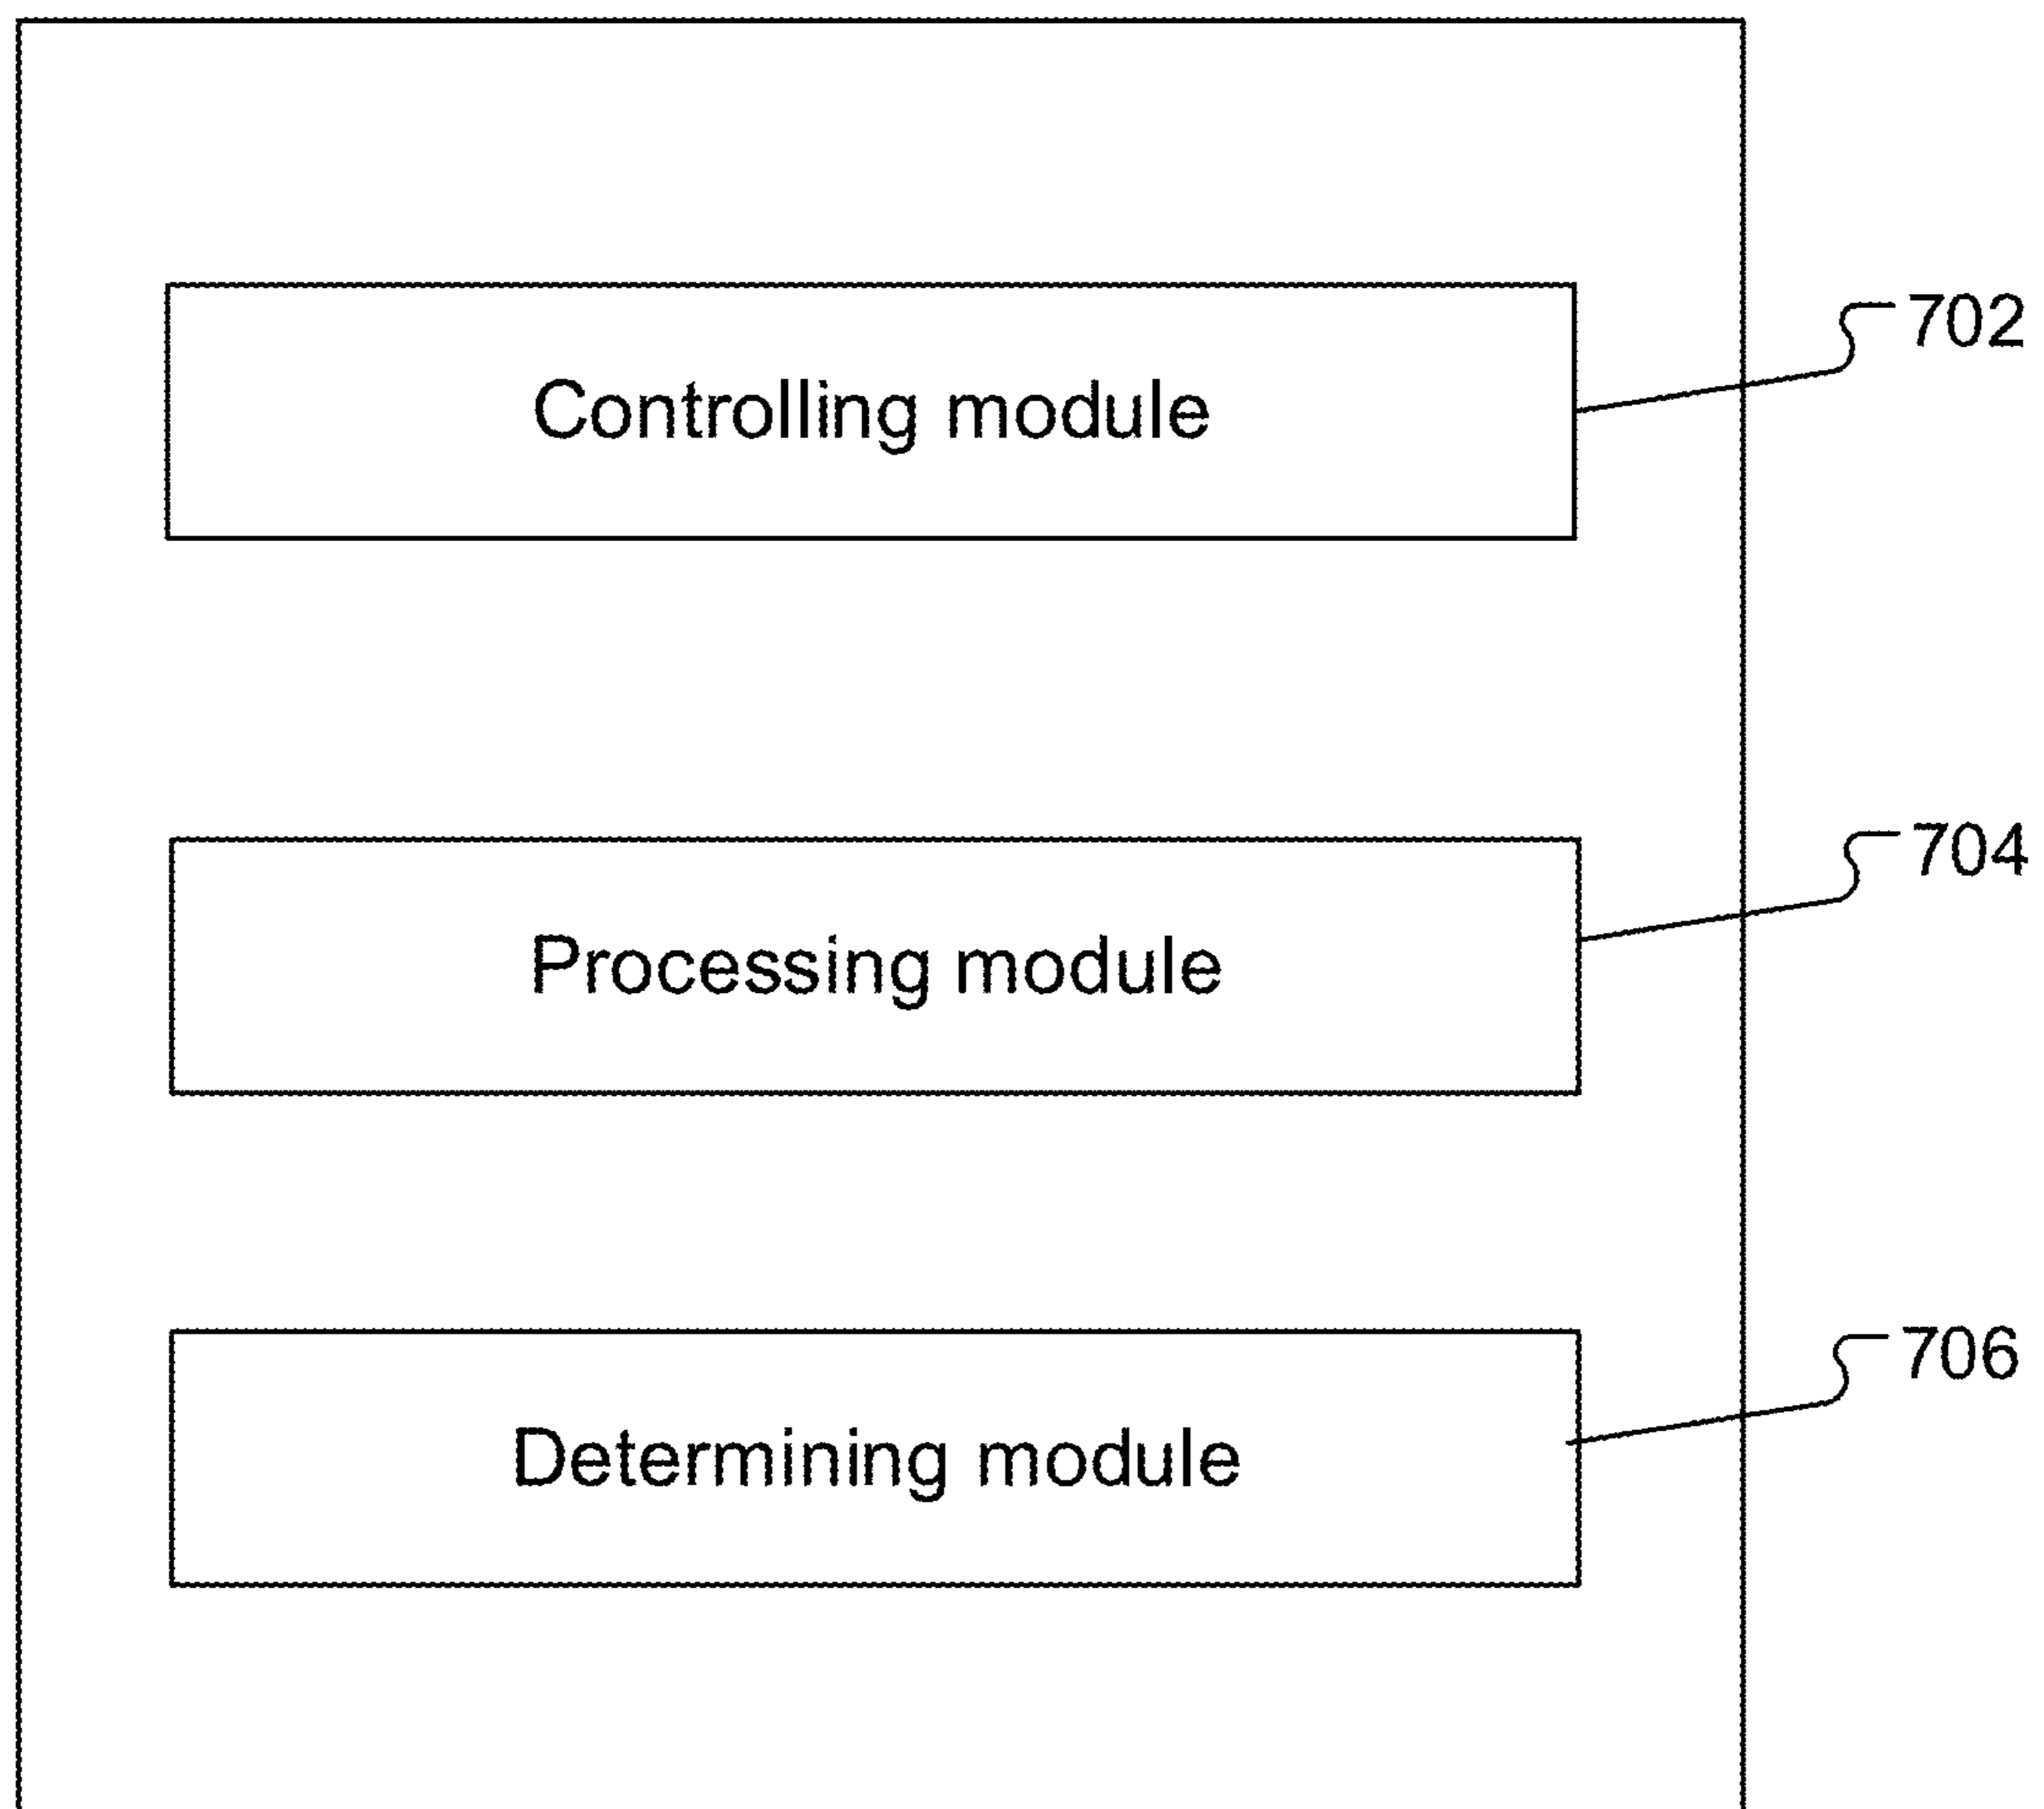 Controlling module
702
Processing module
704
Determining module
706